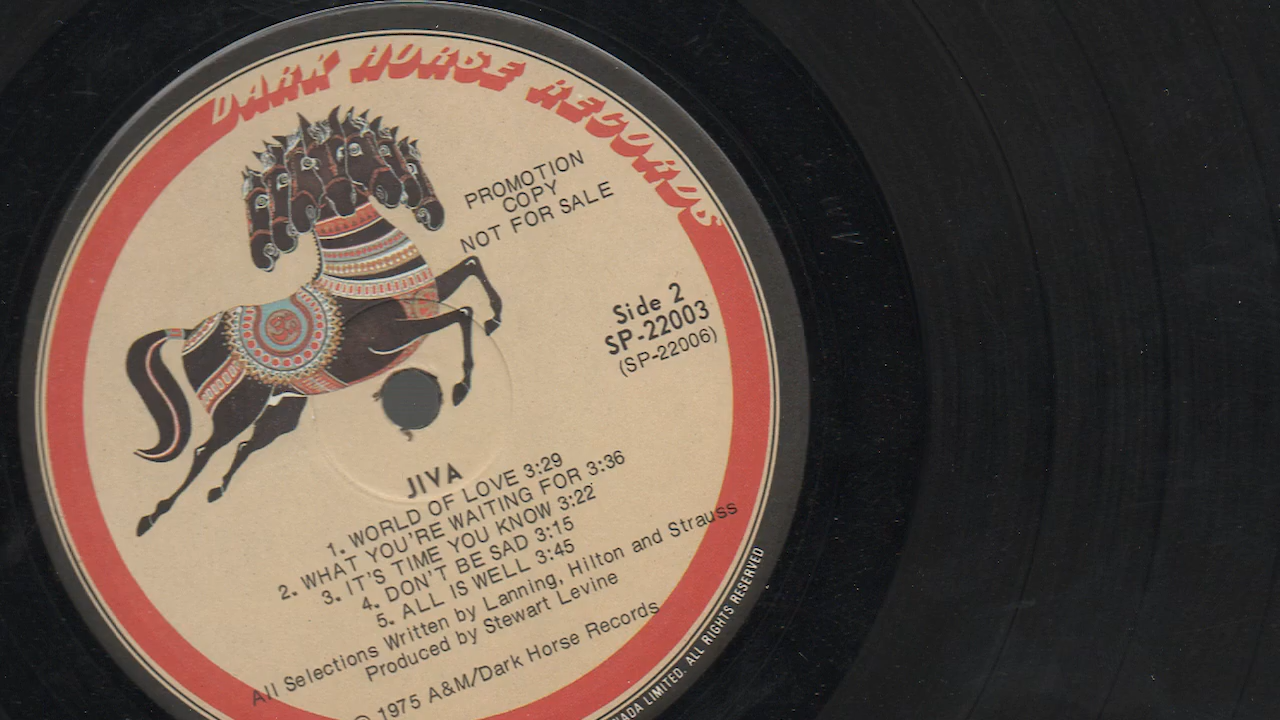 DARK HORSE RECORDS
PROMOTION
COPY
NOT FOR SALE
Side 2
SP-22003
(SP-22006)
JIVA
1. WORLD OF LOVE 3:29
2. WHAT YOU'RE WAITING FOR 3:36
3. IT'S TIME YOU KNOW 3:22
4. DON'T BE SAD 3:15
5. ALL IS WELL 3:45
All Selections Written by Lanning, Hilton and Strauss
Produced by Stewart Levine
℗ 1975 A&M/Dark Horse Records
LIMITED. ALL RIGHTS RESERVED